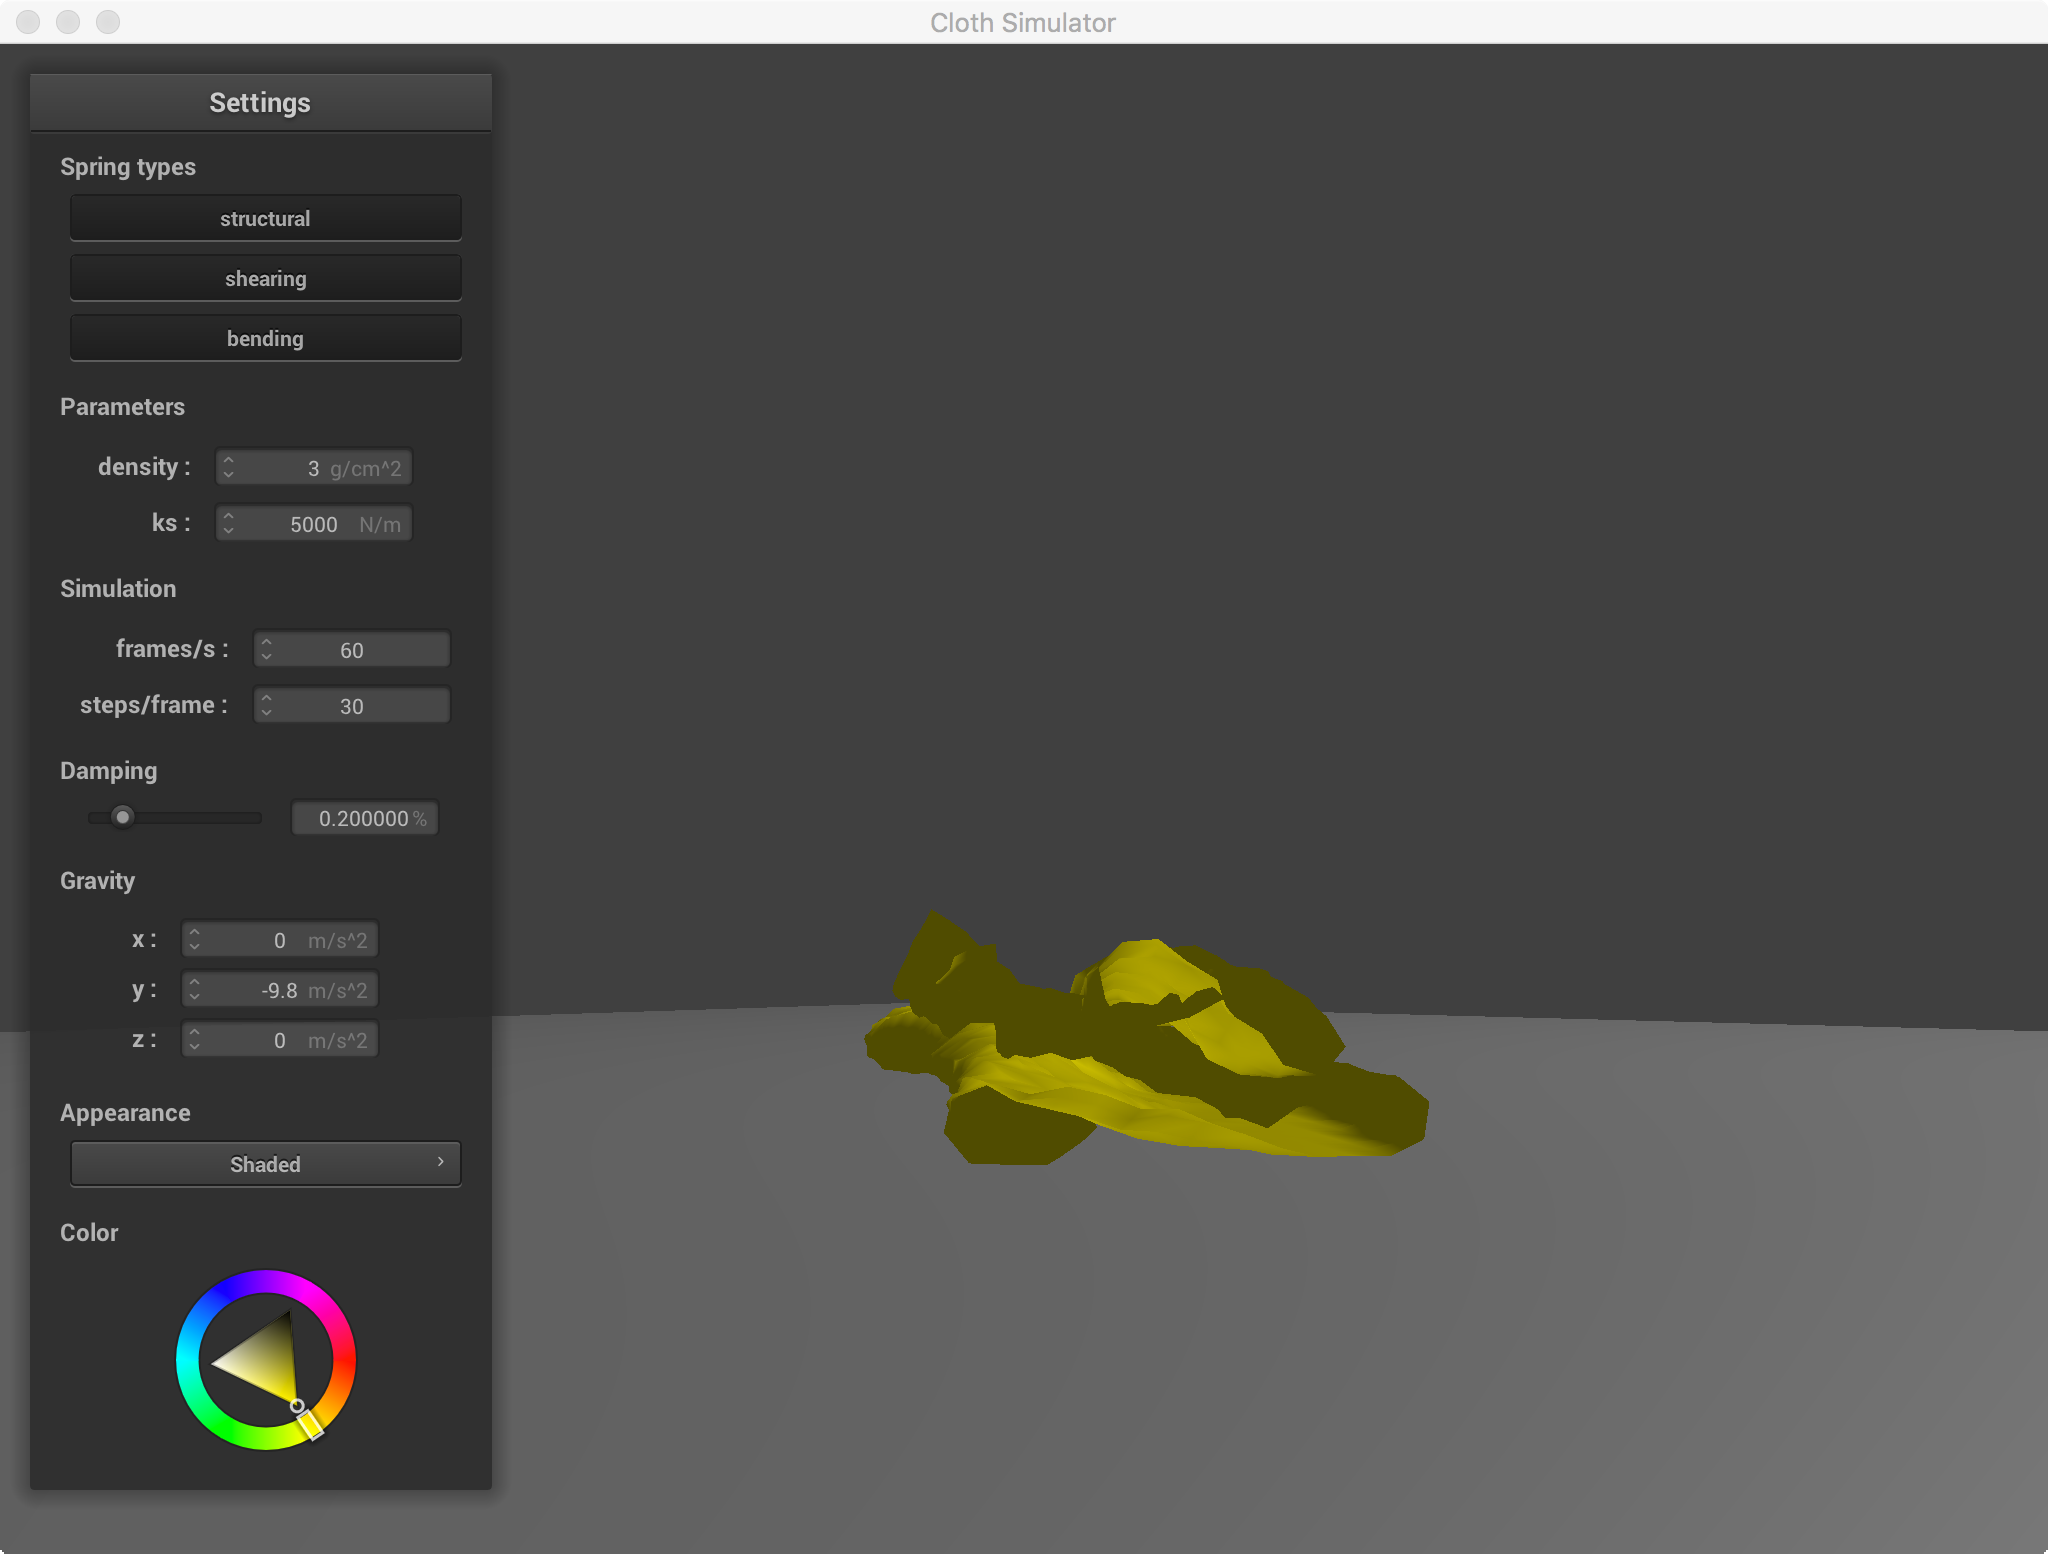 Cloth Simulator
Settings
Spring types
structural
shearing
bending
Parameters
density : 3 g/cm^2
ks : 5000 N/m
Simulation
frames/s : 60
steps/frame : 30
Damping
0.200000 %
Gravity
x : 0 m/s^2
y : -9.8 m/s^2
z : 0 m/s^2
Appearance
Shaded
Color